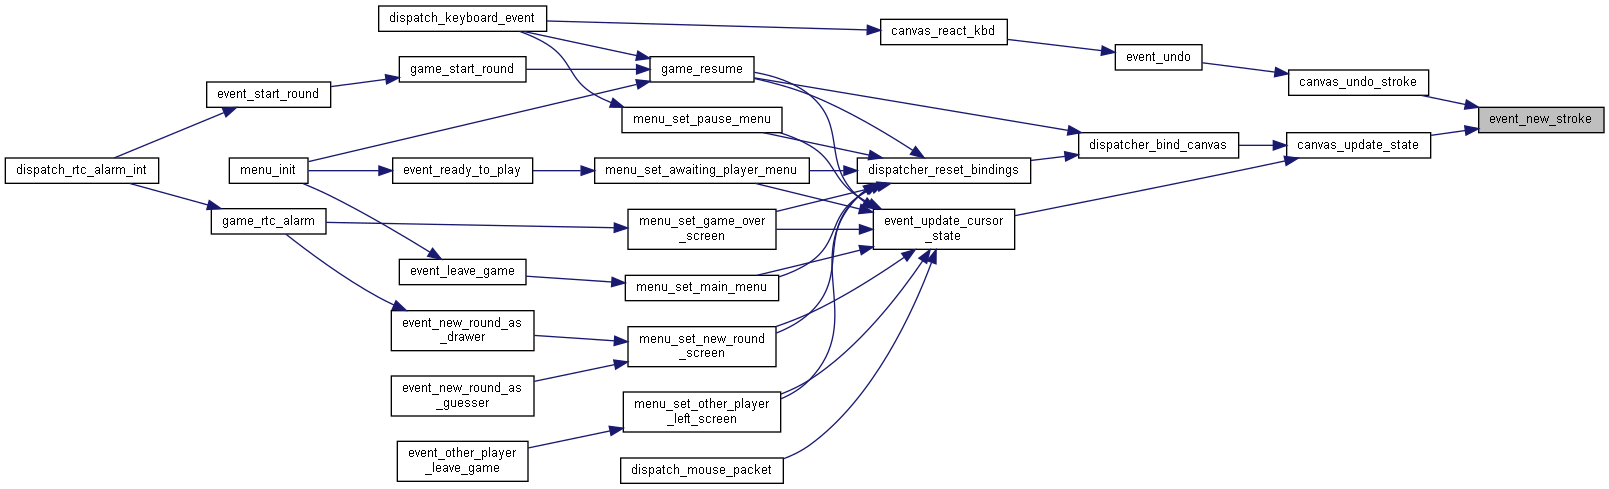 dispatch_keyboard_event
canvas_react_kbd
event_undo
game_start_round
game_resume
canvas_undo_stroke
event_start_round
menu_set_pause_menu
event_new_stroke
dispatcher_bind_canvas
canvas_update_state
dispatch_rtc_alarm_int
menu_init
event_ready_to_play
menu_set_awaiting_player_menu
dispatcher_reset_bindings
game_rtc_alarm
menu_set_game_over
_screen
event_update_cursor
_state
event_leave_game
menu_set_main_menu
event_new_round_as
_drawer
menu_set_new_round
_screen
event_new_round_as
_guesser
menu_set_other_player
_left_screen
event_other_player
_leave_game
dispatch_mouse_packet